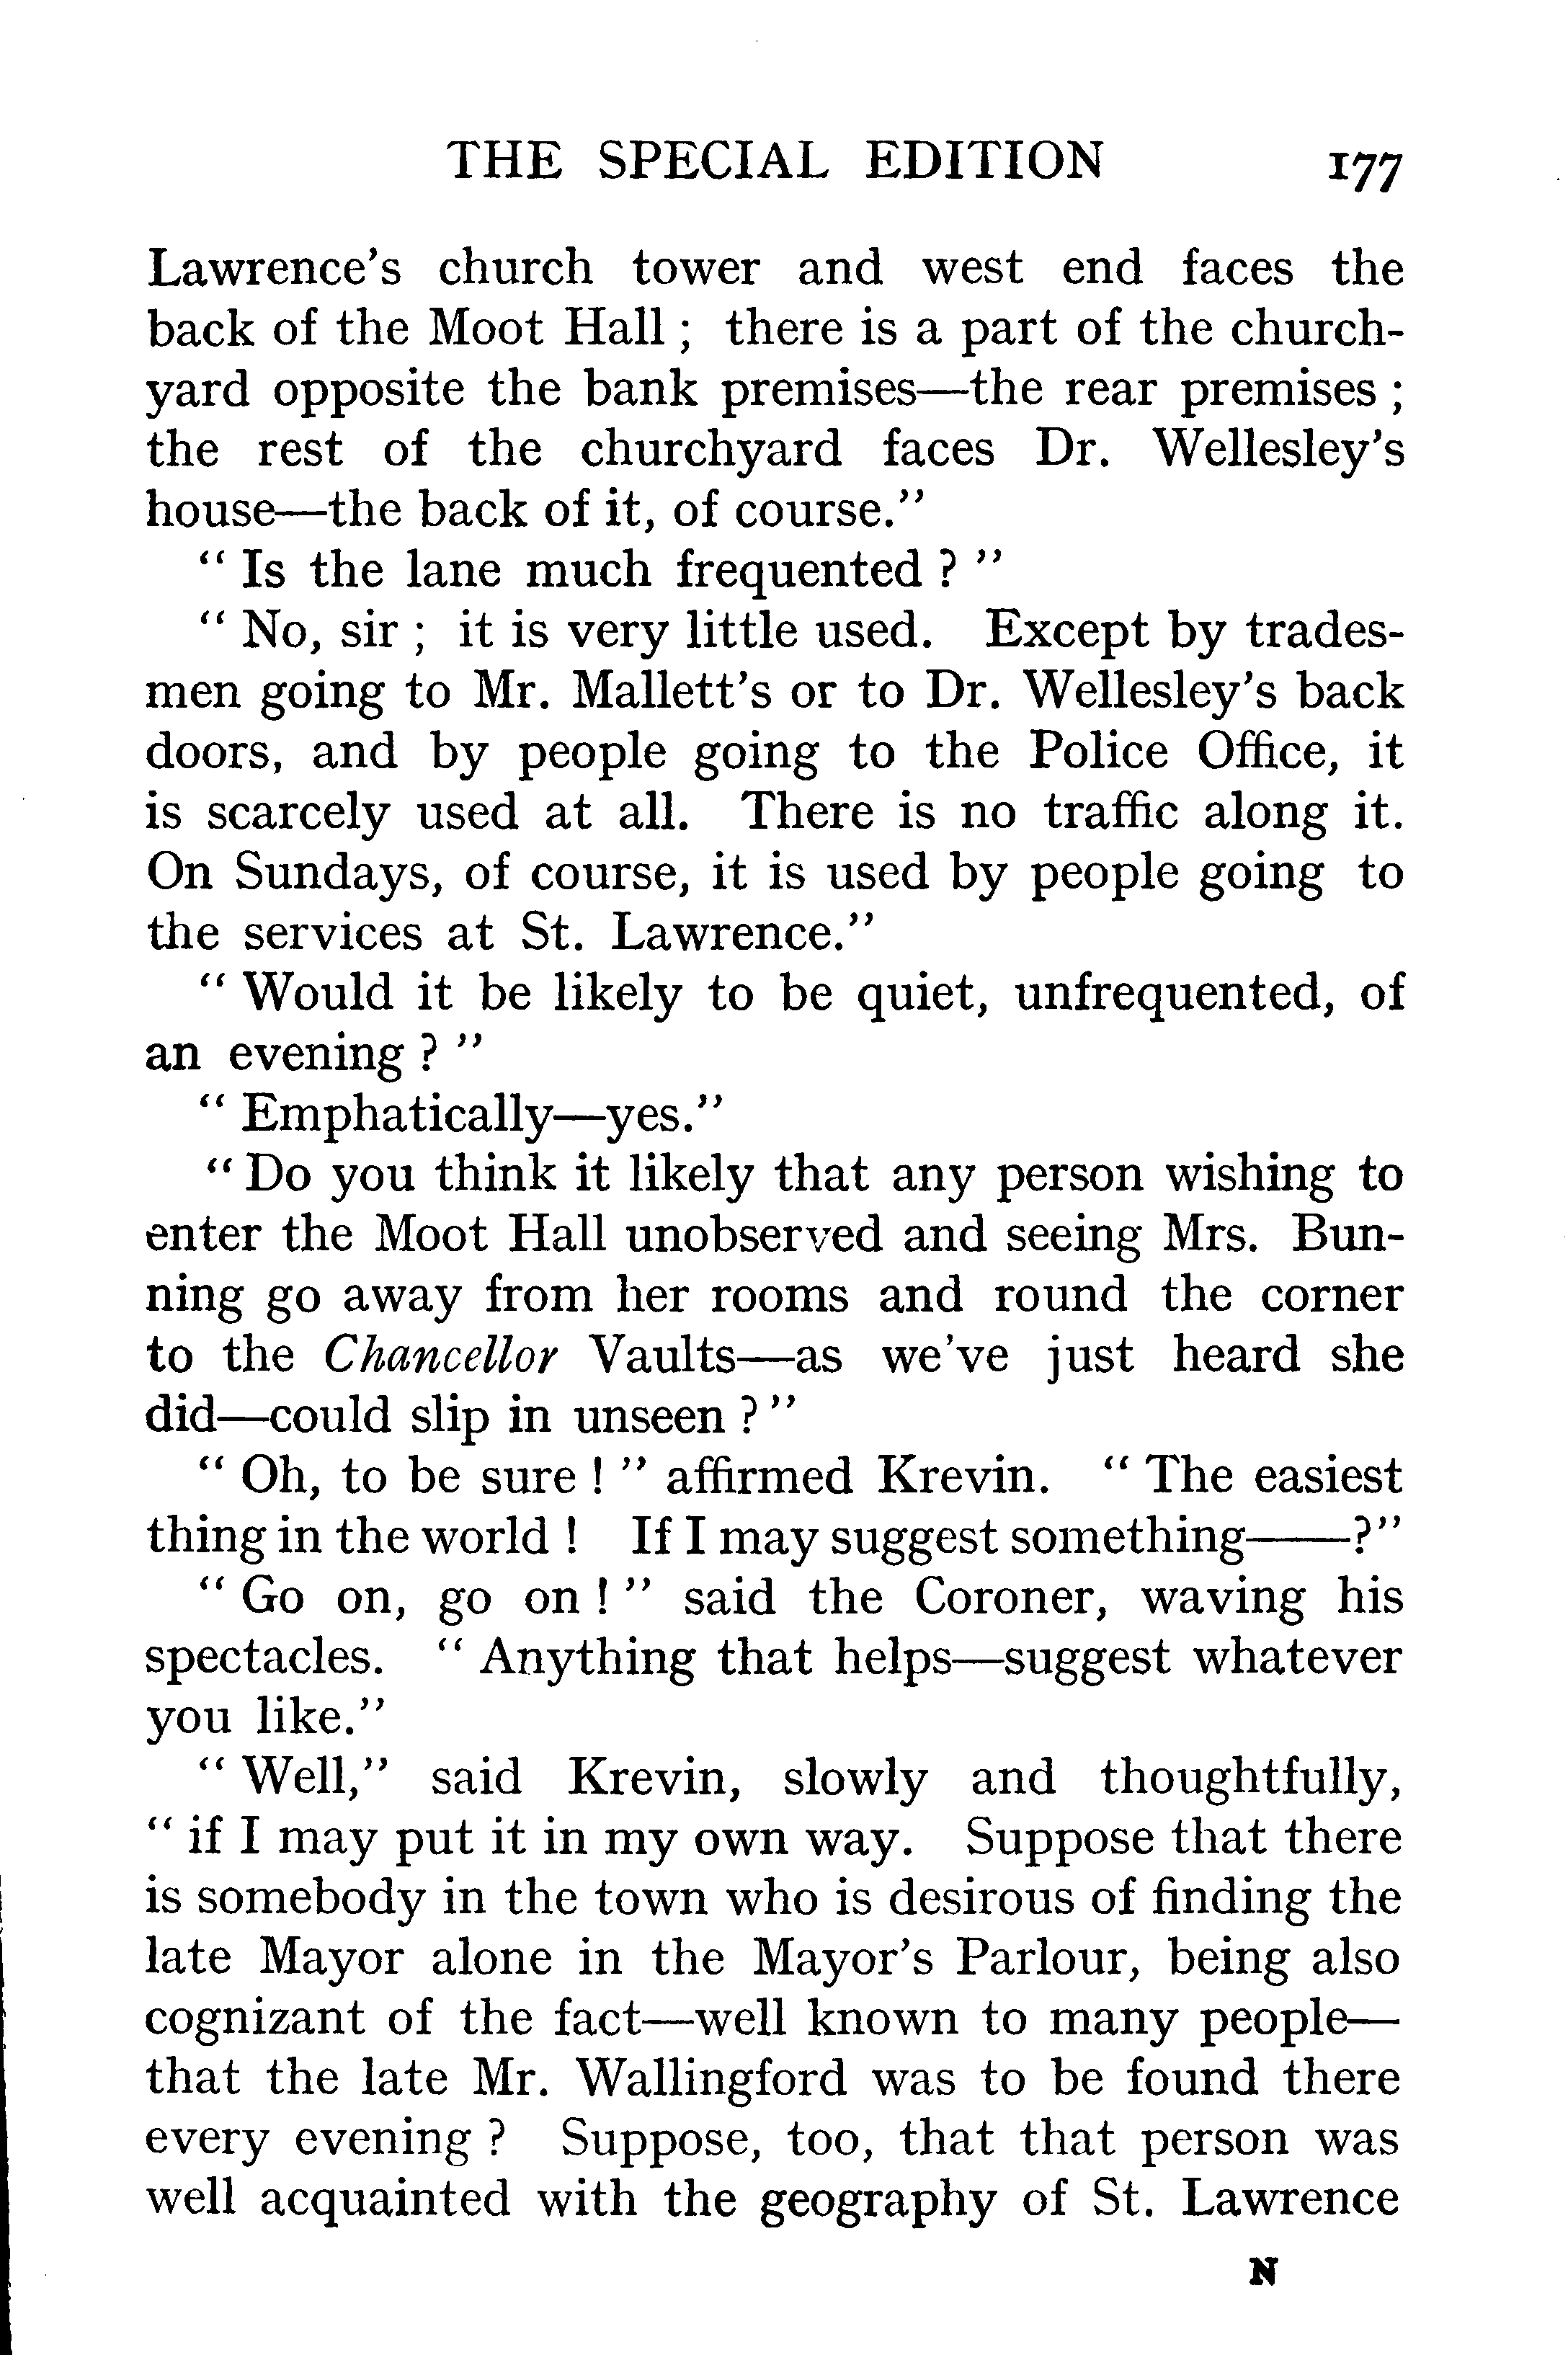 THE SPECIAL EDITION 177
Lawrence's church tower and west end faces the
back of the Moot Hall ; there is a part of the church-
yard opposite the bank premises—the rear premises ;
the rest of the churchyard faces Dr. Wellesley's
house—the back of it, of course."
" Is the lane much frequented ? "
" No, sir ; it is very little used. Except by trades-
men going to Mr. Mallett's or to Dr. Wellesley's back
doors, and by people going to the Police Office, it
is scarcely used at all. There is no traffic along it.
On Sundays, of course, it is used by people going to
the services at St. Lawrence."
" Would it be likely to be quiet, unfrequented, of
an evening ? "
" Emphatically—yes."
" Do you think it likely that any person wishing to
enter the Moot Hall unobserved and seeing Mrs. Bun-
ning go away from her rooms and round the corner
to the Chancellor Vaults—as we've just heard she
did—could slip in unseen ? "
" Oh, to be sure ! " affirmed Krevin. " The easiest
thing in the world ! If I may suggest something——?"
" Go on, go on ! " said the Coroner, waving his
spectacles. " Anything that helps—suggest whatever
you like."
" Well," said Krevin, slowly and thoughtfully,
" if I may put it in my own way. Suppose that there
is somebody in the town who is desirous of finding the
late Mayor alone in the Mayor's Parlour, being also
cognizant of the fact—well known to many people—
that the late Mr. Wallingford was to be found there
every evening ? Suppose, too, that that person was
well acquainted with the geography of St. Lawrence
N